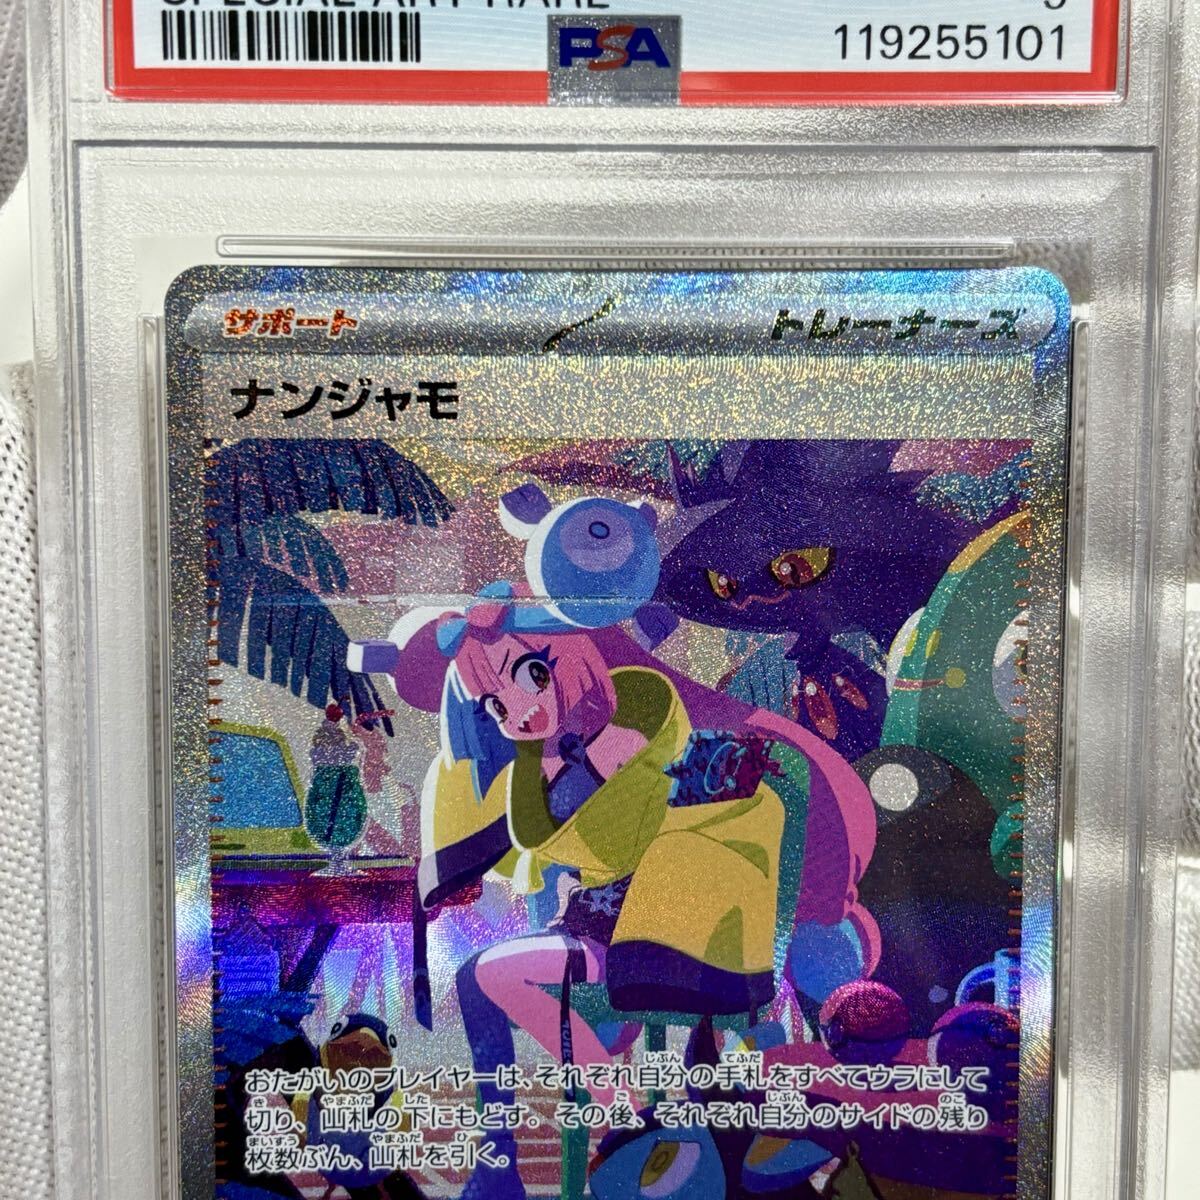 SPECIAL ART RARE 9
PSA
119255101
サポート
トレーナーズ
ナンジャモ
おたがいのプレイヤーは、それぞれ自分の手札をすべてウラにして
切り、山札の下にもどす。その後、それぞれ自分のサイドの残り
枚数ぶん、山札を引く。